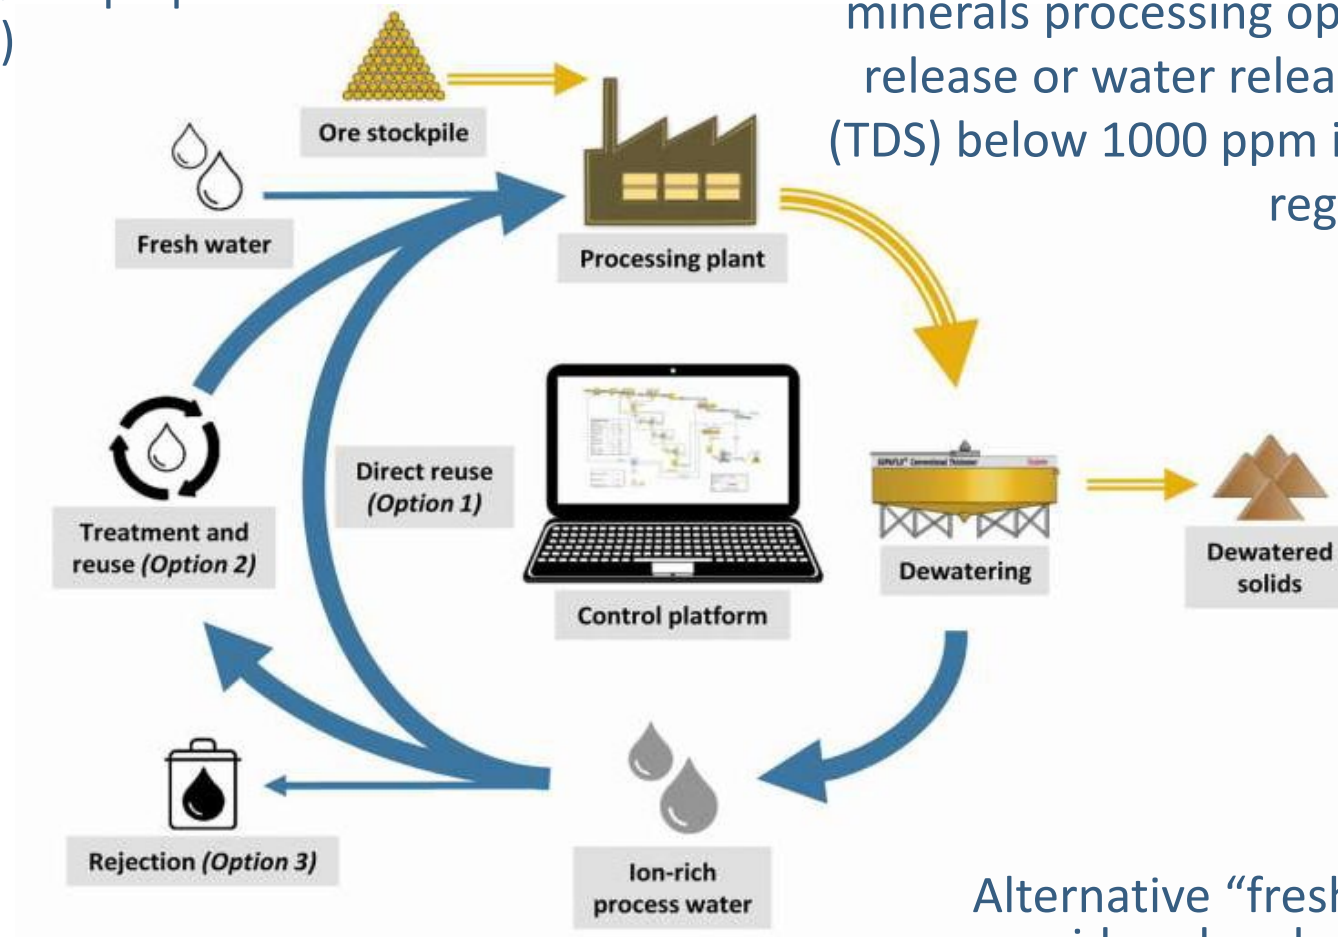 )
minerals processing op
release or water relea
(TDS) below 1000 ppm i
reg
Ore stockpile
Fresh water
Processing plant
Direct reuse
(Option 1)
Treatment and
reuse (Option 2)
Control platform
Conventional Thickener
Dewatering
Dewatered
solids
Rejection (Option 3)
Ion-rich
process water
Alternative “fresh